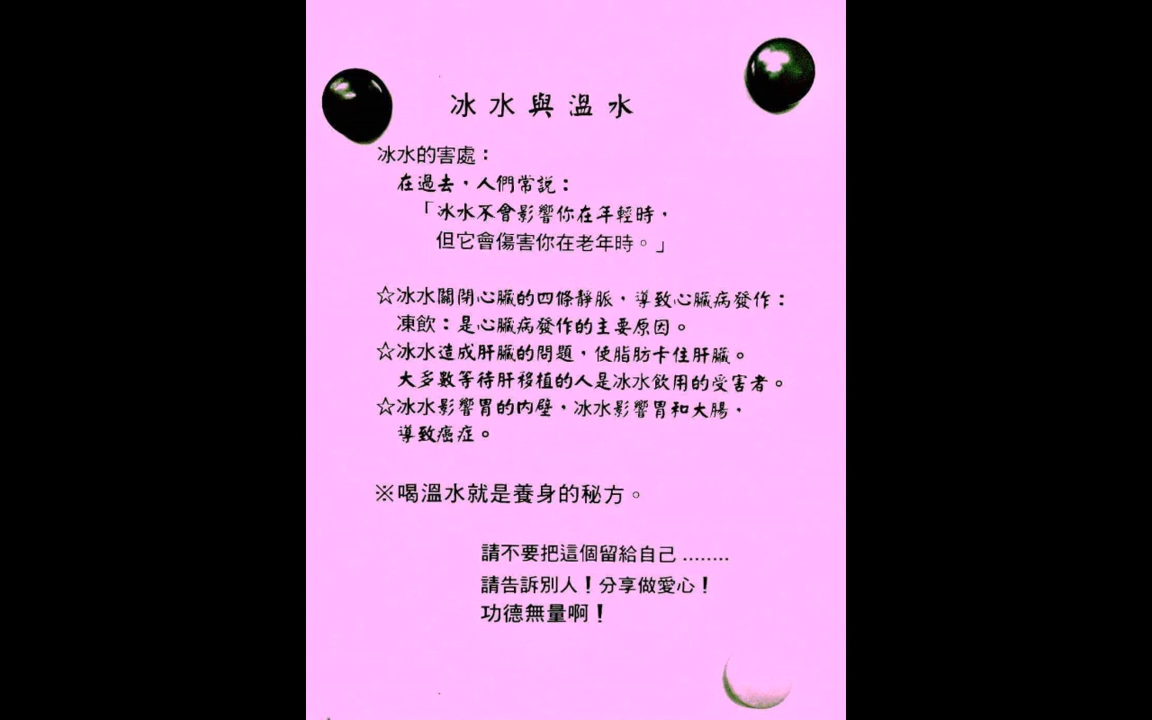 冰水與溫水
冰水的害處：
在過去，人們常說：
「冰水不會影響你在年輕時，
但它會傷害你在老年時。」
☆冰水關閉心臟的四條靜脈，導致心臟病發作：
凍飲：是心臟病發作的主要原因。
☆冰水造成肝臟的問題，使脂肪卡住肝臟。
大多數等待肝移植的人是冰水飲用的受害者。
☆冰水影響胃的內壁，冰水影響胃和大腸，
導致癌症。
※喝溫水就是養身的秘方。
請不要把這個留給自己........
請告訴別人！分享做愛心！
功德無量啊！